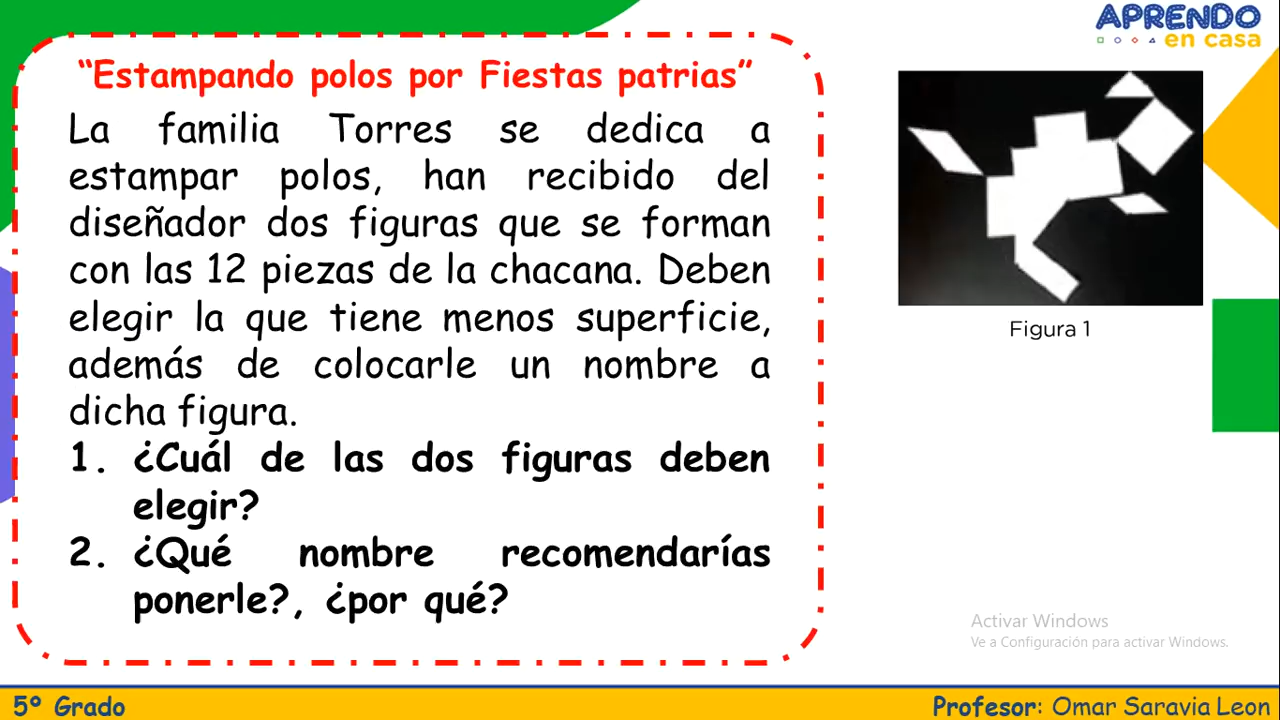 APRENDO
en casa
“Estampando polos por Fiestas patrias”
La familia Torres se dedica a
estampar polos, han recibido del
diseñador dos figuras que se forman
con las 12 piezas de la chacana. Deben
elegir la que tiene menos superficie,
además de colocarle un nombre a
dicha figura.
1. ¿Cuál de las dos figuras deben
elegir?
2. ¿Qué nombre recomendarías
ponerle?, ¿por qué?
Figura 1
Activar Windows
Ve a Configuración para activar Windows.
5º Grado
Profesor: Omar Saravia Leon